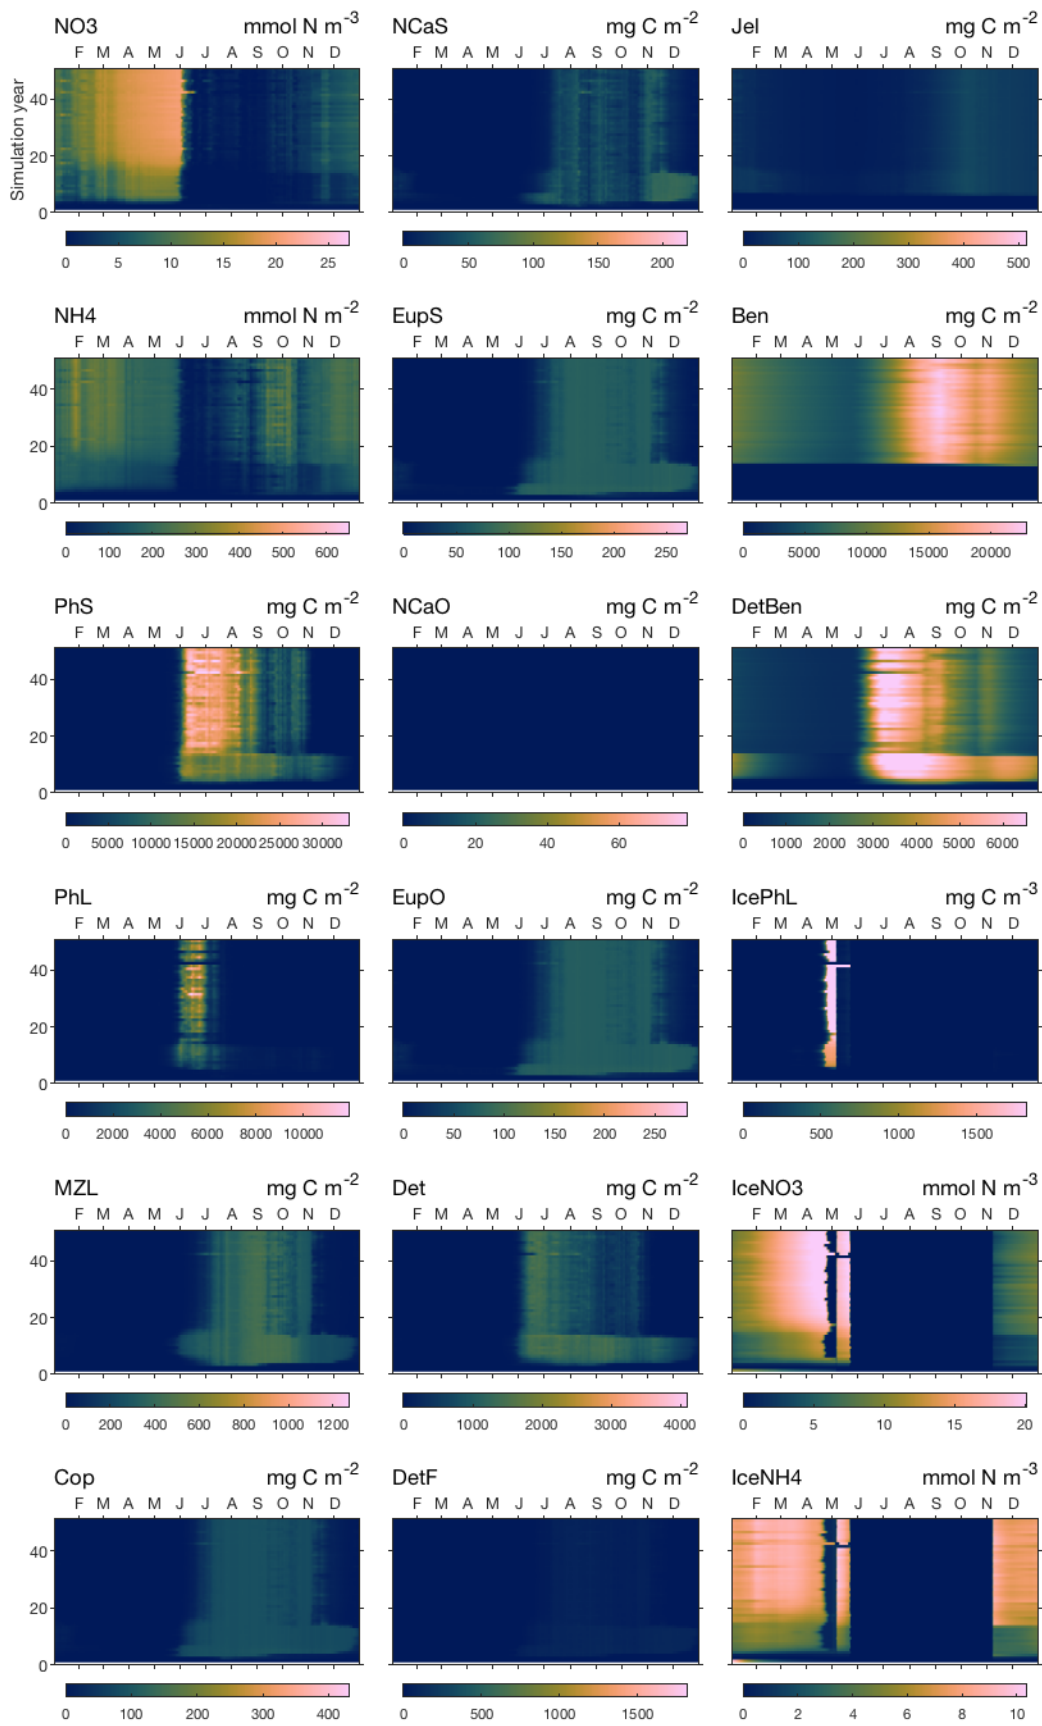 NO3 mmol N m-3 NCaS mg C m-2 Jel mg C m-2
F M A M J J A S O N D F M A M J J A S O N D F M A M J J A S O N D
Simulation year
40
20
0
0 5 10 15 20 25 0 50 100 150 200 0 100 200 300 400 500
NH4 mmol N m-2 EupS mg C m-2 Ben mg C m-2
F M A M J J A S O N D F M A M J J A S O N D F M A M J J A S O N D
40
20
0
0 100 200 300 400 500 600 0 50 100 150 200 250 0 5000 10000 15000 20000
PhS mg C m-2 NCaO mg C m-2 DetBen mg C m-2
F M A M J J A S O N D F M A M J J A S O N D F M A M J J A S O N D
40
20
0
0 5000 10000 15000 20000 25000 30000 0 20 40 60 0 1000 2000 3000 4000 5000 6000
PhL mg C m-2 EupO mg C m-2 IcePhL mg C m-3
F M A M J J A S O N D F M A M J J A S O N D F M A M J J A S O N D
40
20
0
0 2000 4000 6000 8000 10000 0 50 100 150 200 250 0 500 1000 1500
MZL mg C m-2 Det mg C m-2 IceNO3 mmol N m-3
F M A M J J A S O N D F M A M J J A S O N D F M A M J J A S O N D
40
20
0
0 200 400 600 800 1000 1200 0 1000 2000 3000 4000 5 10 15 20
Cop mg C m-2 DetF mg C m-2 IceNH4 mmol N m-3
F M A M J J A S O N D F M A M J J A S O N D F M A M J J A S O N D
40
20
0
0 100 200 300 400 0 500 1000 1500 0 2 4 6 8 10